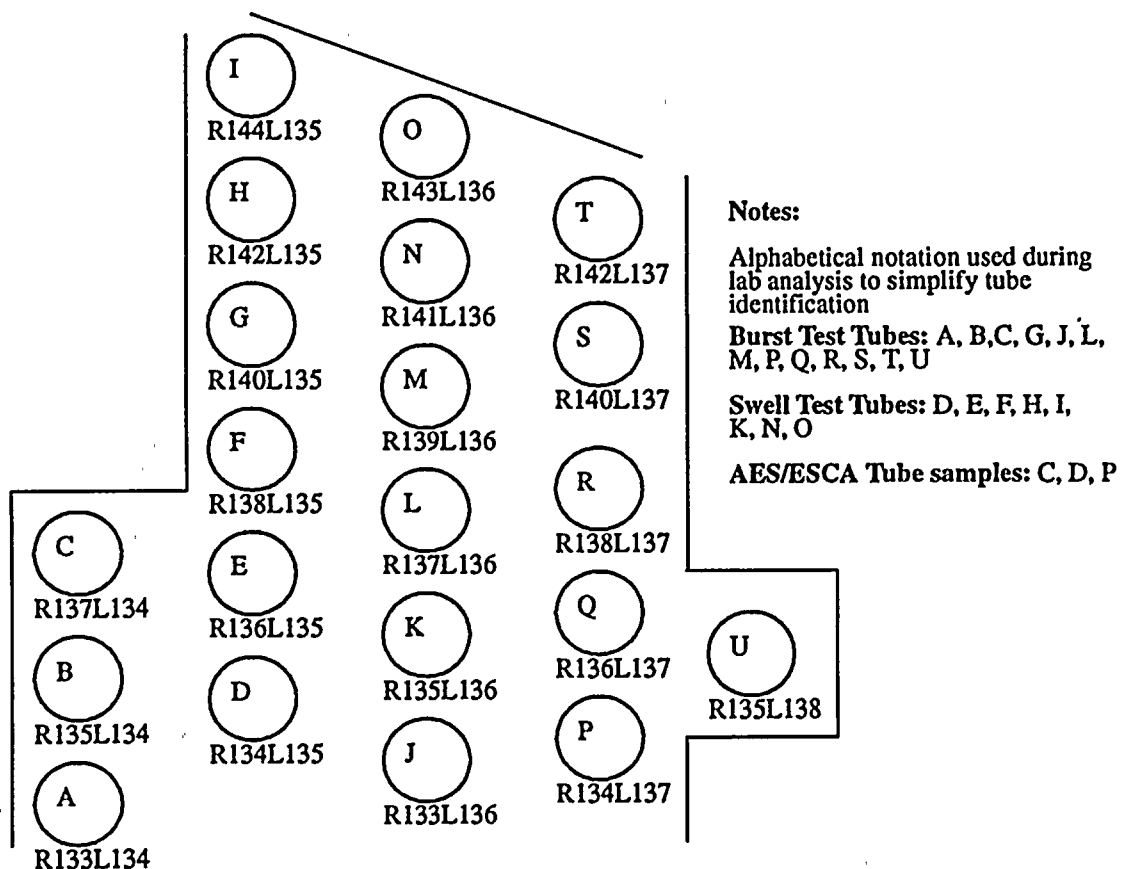 I
R144L135
H
R142L135
G
R140L135
F
R138L135
E
R136L135
D
R134L135
C
R137L134
B
R135L134
A
R133L134
O
R143L136
N
R141L136
M
R139L136
L
R137L136
K
R135L136
J
R133L136
T
R142L137
S
R140L137
R
R138L137
Q
R136L137
P
R134L137
U
R135L138
Notes:
Alphabetical notation used during
lab analysis to simplify tube
identification
Burst Test Tubes: A, B,C, G, J, L,
M, P, Q, R, S, T, U
Swell Test Tubes: D, E, F, H, I,
K, N, O
AES/ESCA Tube samples: C, D, P